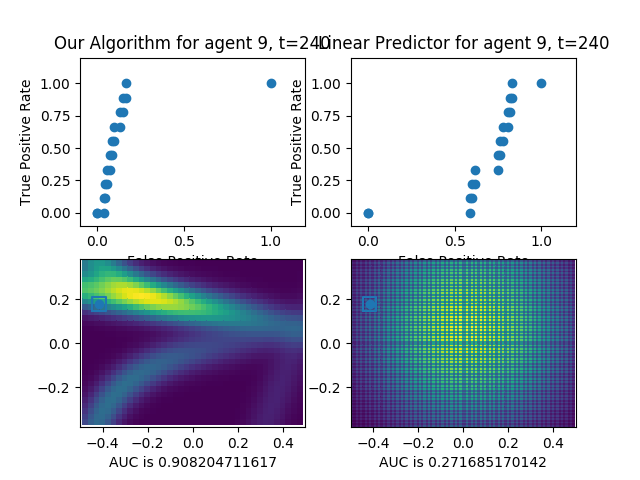 Our Algorithm for agent 9, t=240
Linear Predictor for agent 9, t=240
True Positive Rate
1.00
0.75
0.50
0.25
0.00
0.0 0.5 1.0
False Positive Rate
True Positive Rate
1.00
0.75
0.50
0.25
0.00
0.0 0.5 1.0
False Positive Rate
0.2
0.0
−0.2
−0.4 −0.2 0.0 0.2 0.4
AUC is 0.908204711617
0.2
0.0
−0.2
−0.4 −0.2 0.0 0.2 0.4
AUC is 0.271685170142